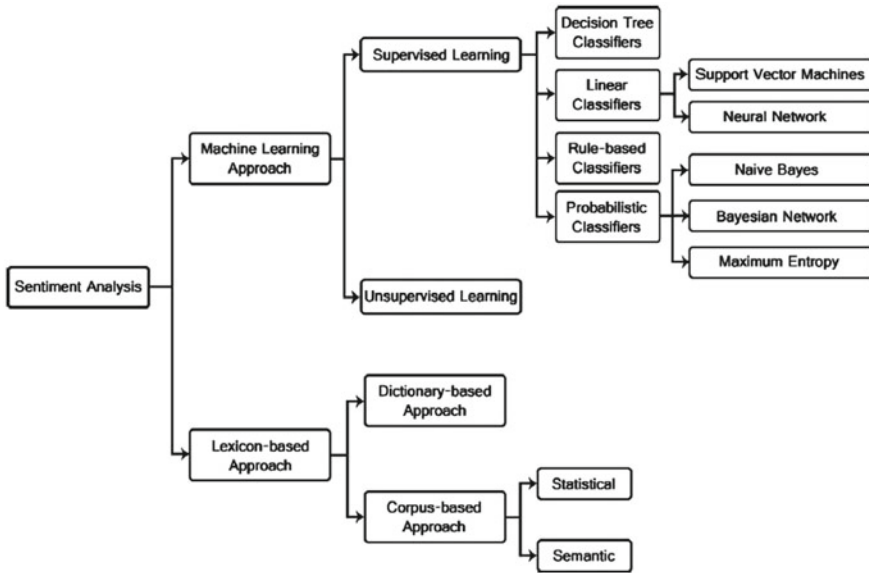 Decision Tree
Classifiers
Supervised Learning
Linear
Classifiers
Support Vector Machines
Neural Network
Machine Learning
Approach
Rule-based
Classifiers
Naive Bayes
Probabilistic
Classifiers
Bayesian Network
Maximum Entropy
Sentiment Analysis
Unsupervised Learning
Dictionary-based
Approach
Lexicon-based
Approach
Corpus-based
Approach
Statistical
Semantic